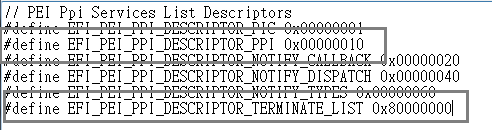 // PEI Ppi Services List Descriptors
#define EFI_PEI_PPI_DESCRIPTOR_PIC 0x00000001
#define EFI_PEI_PPI_DESCRIPTOR_PPI 0x00000010
#define EFI_PEI_PPI_DESCRIPTOR_NOTIFY_CALLBACK 0x00000020
#define EFI_PEI_PPI_DESCRIPTOR_NOTIFY_DISPATCH 0x00000040
#define EFI_PEI_PPI_DESCRIPTOR_NOTIFY_TYPES 0x00000060
#define EFI_PEI_PPI_DESCRIPTOR_TERMINATE_LIST 0x80000000